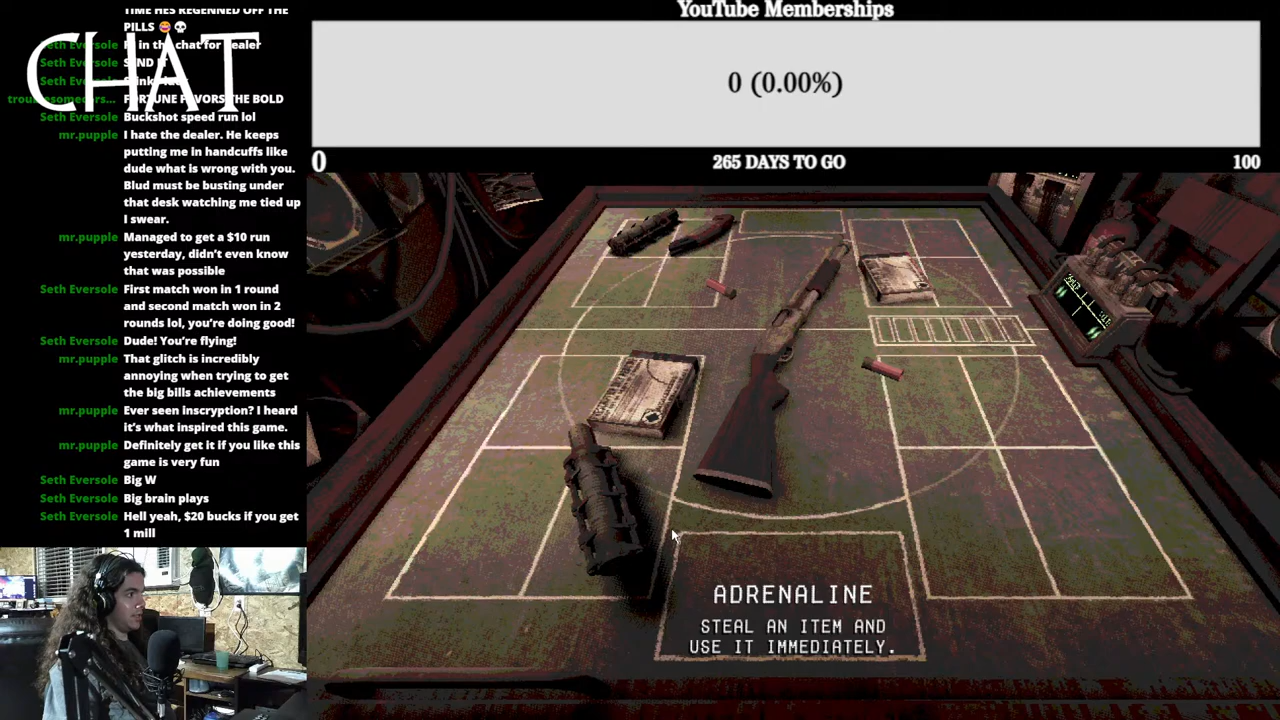 YouTube Memberships
0 (0.00%)
0
265 DAYS TO GO
100
CHAT
TIME HES REGENNED OFF THE
PILLS 🥵💀
Seth Eversole in the chat for dealer
Seth Eversole
Seth
FORTUNE FAVORS THE BOLD
Seth Eversole Buckshot speed run lol
mr.pupple I hate the dealer. He keeps
putting me in handcuffs like
dude what is wrong with you.
Blud must be busting under
that desk watching me tied up
I swear.
mr.pupple Managed to get a $10 run
yesterday, didn't even know
that was possible
Seth Eversole First match won in 1 round
and second match won in 2
rounds lol, you're doing good!
Seth Eversole Dude! You're flying!
mr.pupple That glitch is incredibly
annoying when trying to get
the big bills achievements
mr.pupple Ever seen inscryption? I heard
it's what inspired this game.
mr.pupple Definitely get it if you like this
game is very fun
Seth Eversole Big W
Seth Eversole Big brain plays
Seth Eversole Hell yeah, $20 bucks if you get
1 mill
ADRENALINE
STEAL AN ITEM AND
USE IT IMMEDIATELY.